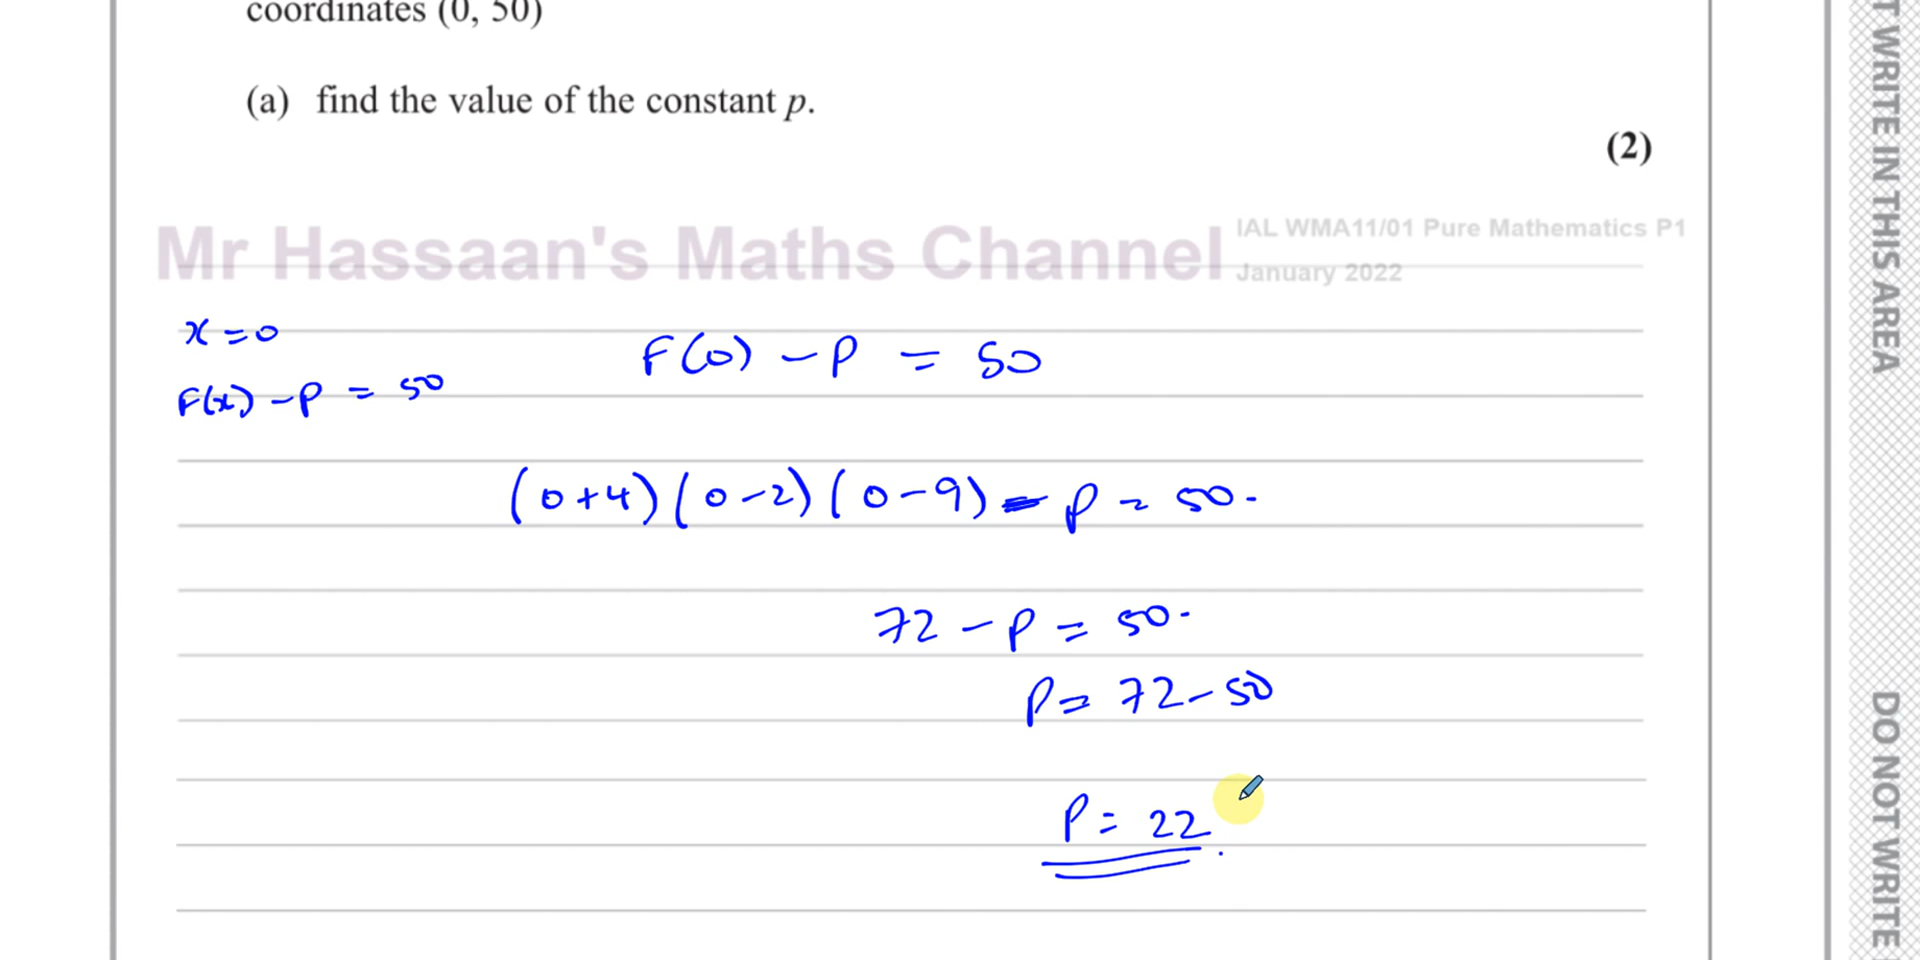 coordinates (0, 50)
(a) find the value of the constant p.
(2)
Mr Hassaan's Maths Channel
IAL WMA11/01 Pure Mathematics P1
January 2022
x = 0
F(x) - P = 50
F(0) - P = 50
(0+4)(0-2)(0-9) - P = 50.
72 - P = 50.
P = 72 - 50
P = 22.
T WRITE IN THIS AREA
DO NOT WRITE